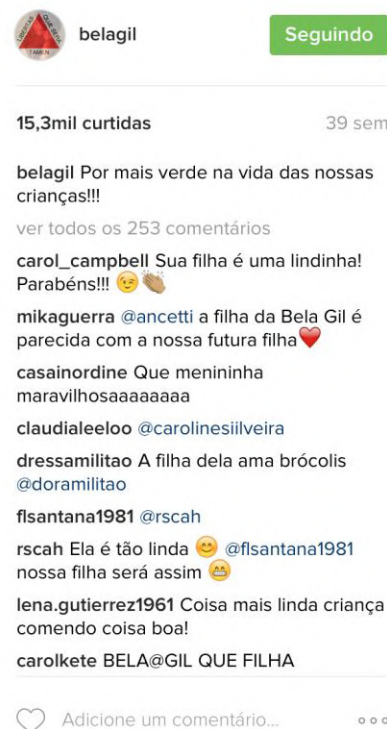 LIBERTAS QUE SERA TAMEN
belagil
Seguindo
15,3mil curtidas
39 sem
belagil Por mais verde na vida das nossas
crianças!!!
ver todos os 253 comentários
carol_campbell Sua filha é uma lindinha!
Parabéns!!! 😉👏🏽
mikaguerra @ancetti a filha da Bela Gil é
parecida com a nossa futura filha❤️
casainordine Que menininha
maravilhosaaaaaaaa
claudialeeloo @carolinesiilveira
dressamilitao A filha dela ama brócolis
@doramilitao
flsantana1981 @rscah
rscah Ela é tão linda 😊 @flsantana1981
nossa filha será assim 😁
lena.gutierrez1961 Coisa mais linda criança
comendo coisa boa!
carolkete BELA@GIL QUE FILHA
Adicione um comentário...